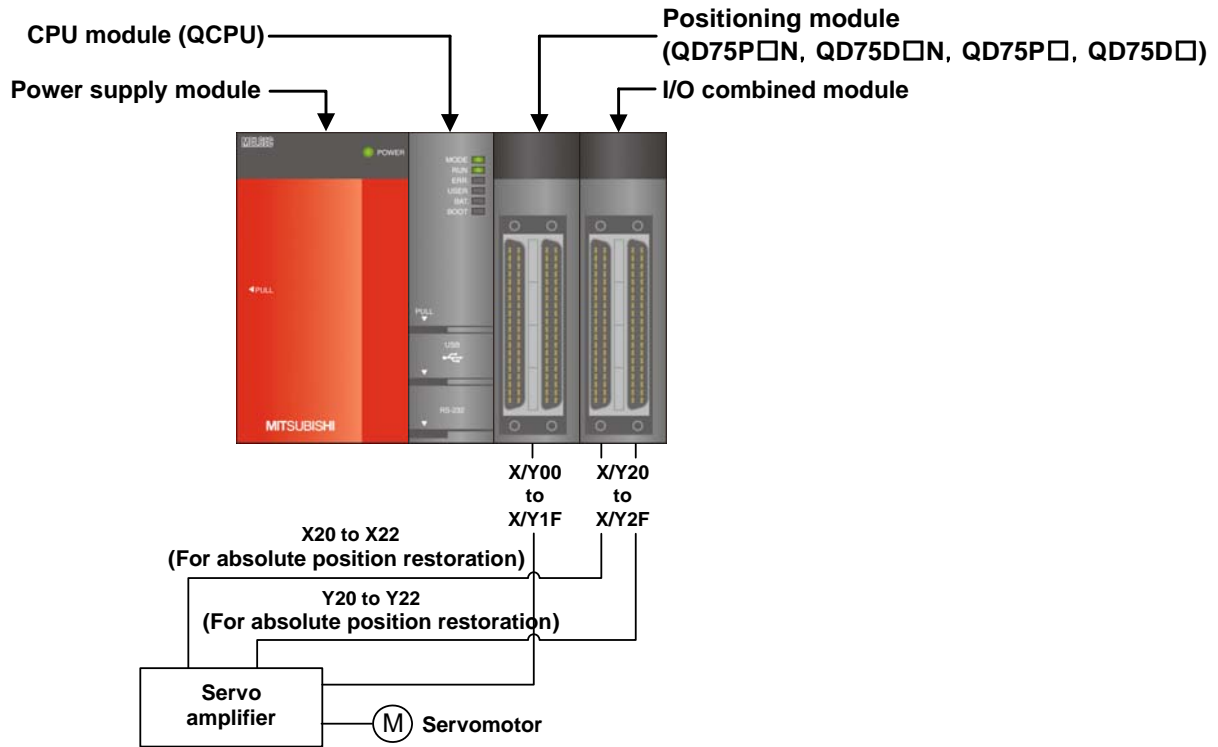 CPU module (QCPU)
Power supply module
Positioning module
(QD75P□N, QD75D□N, QD75P□, QD75D□)
I/O combined module
MELSEC
POWER
MODE
RUN
ERR.
USER
BAT.
BOOT
PULL
PULL
USB
RS-232
MITSUBISHI
X/Y00
to
X/Y1F
X/Y20
to
X/Y2F
X20 to X22
(For absolute position restoration)
Y20 to Y22
(For absolute position restoration)
Servo
amplifier
M
Servomotor